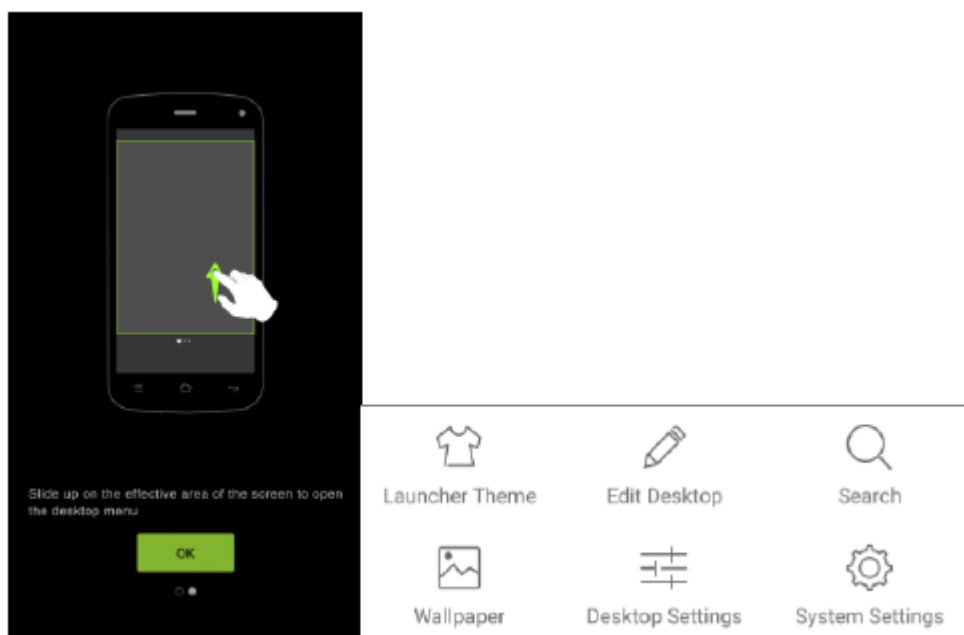 Slide up on the effective area of the screen to open
the desktop menu
OK
Launcher Theme
Edit Desktop
Search
Wallpaper
Desktop Settings
System Settings